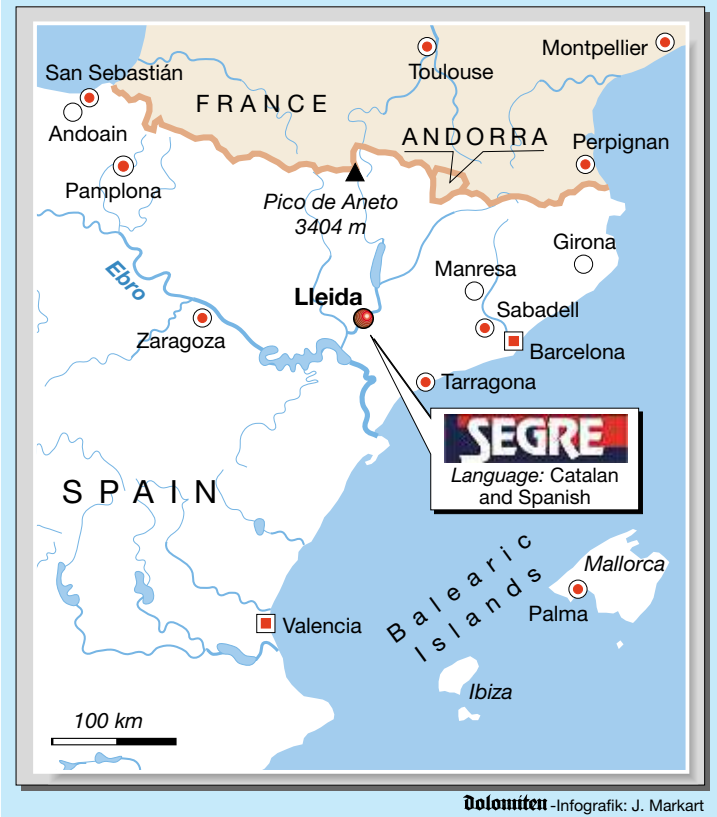 Montpellier
San Sebastián
Toulouse
FRANCE
Andoain
ANDORRA
Perpignan
Pamplona
Pico de Aneto
3404 m
Girona
Ebro
Manresa
Lleida
Sabadell
Zaragoza
Barcelona
Tarragona
SEGRE
Language: Catalan
and Spanish
SPAIN
Balearic
Islands
Mallorca
Palma
Valencia
Ibiza
100 km
Dolomiten -Infografik: J. Markart